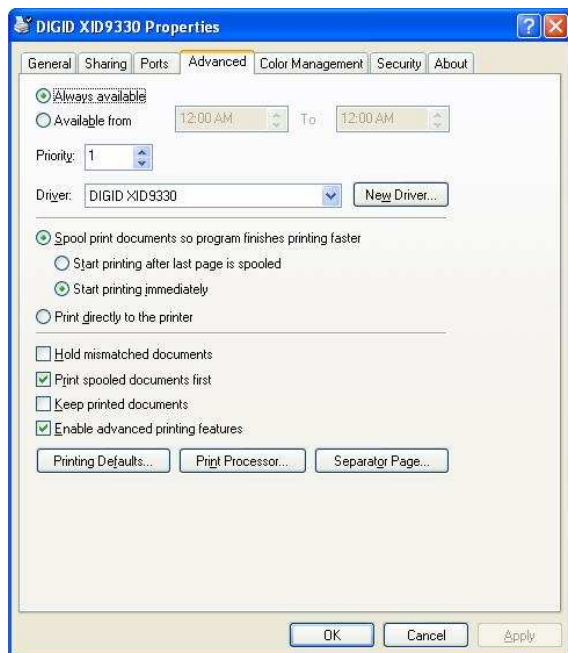 DIGID XID9330 Properties
General Sharing Ports Advanced Color Management Security About
Always available
Available from 12:00 AM To 12:00 AM
Priority: 1
Driver: DIGID XID9330 New Driver...
Spool print documents so program finishes printing faster
Start printing after last page is spooled
Start printing immediately
Print directly to the printer
Hold mismatched documents
Print spooled documents first
Keep printed documents
Enable advanced printing features
Printing Defaults... Print Processor... Separator Page...
OK Cancel Apply